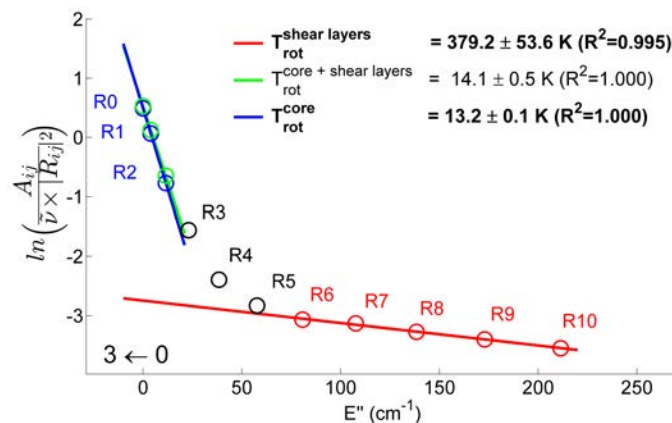 T_rot^shear layers = 379.2 ± 53.6 K (R²=0.995)
T_rot^core + shear layers = 14.1 ± 0.5 K (R²=1.000)
T_rot^core = 13.2 ± 0.1 K (R²=1.000)
ln(A_ij / ṽ × |R_ij|²)
2
1
0
-1
-2
-3
R0
R1
R2
R3
R4
R5
R6
R7
R8
R9
R10
3 ← 0
0 50 100 150 200 250
E" (cm⁻¹)